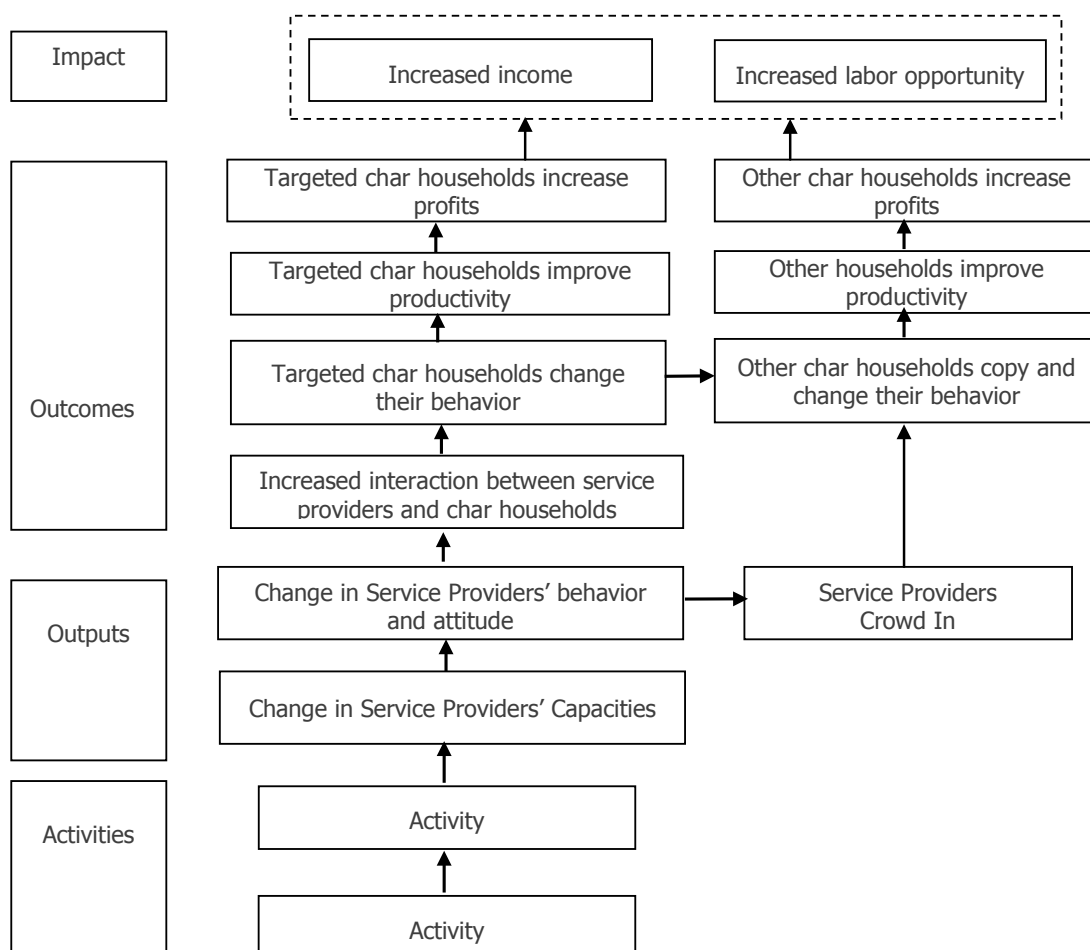 Impact
Increased income
Increased labor opportunity
Targeted char households increase
profits
Other char households increase
profits
Targeted char households improve
productivity
Other households improve
productivity
Outcomes
Targeted char households change
their behavior
Other char households copy and
change their behavior
Increased interaction between service
providers and char households
Outputs
Change in Service Providers’ behavior
and attitude
Service Providers
Crowd In
Change in Service Providers’ Capacities
Activities
Activity
Activity